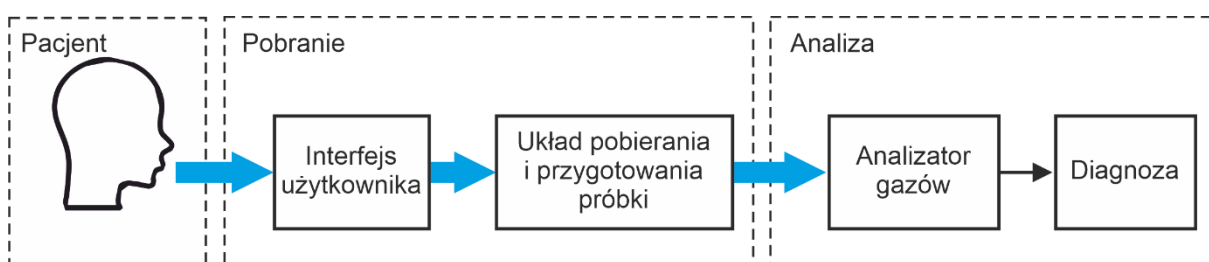 Pacjent
Pobranie
Analiza
Interfejs
użytkownika
Układ pobierania
i przygotowania
próbki
Analizator
gazów
Diagnoza